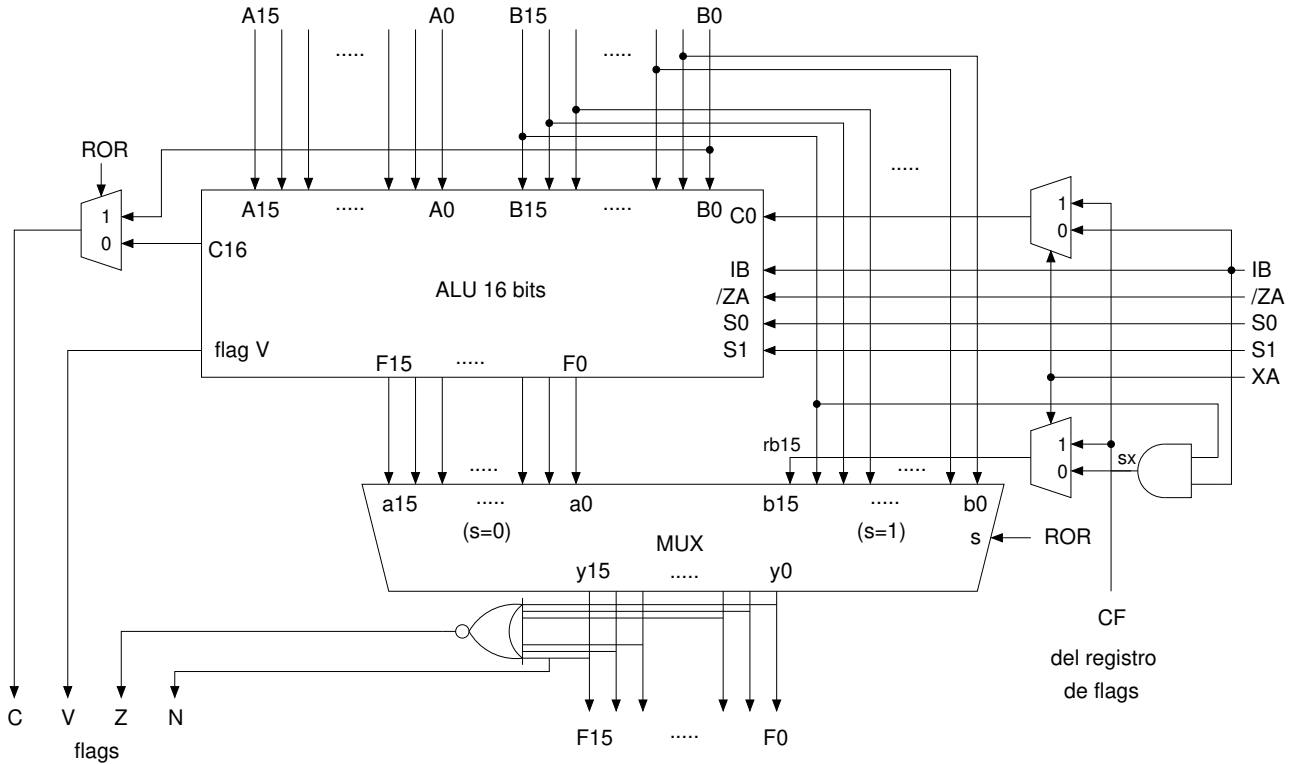 A15 ..... A0 B15 ..... B0
ROR
.....
1
0
A15 ..... A0 B15 ..... B0
C16
C0
ALU 16 bits
IB
/ZA
S0
S1
flag V
F15 ..... F0
1
0
IB
/ZA
S0
S1
XA
rb15
1
0
sx
.....
.....
a15 ..... a0
(s=0)
b15 ..... b0
(s=1)
MUX
s
ROR
y15 ..... y0
CF
del registro
de flags
C V Z N
flags
F15 ..... F0